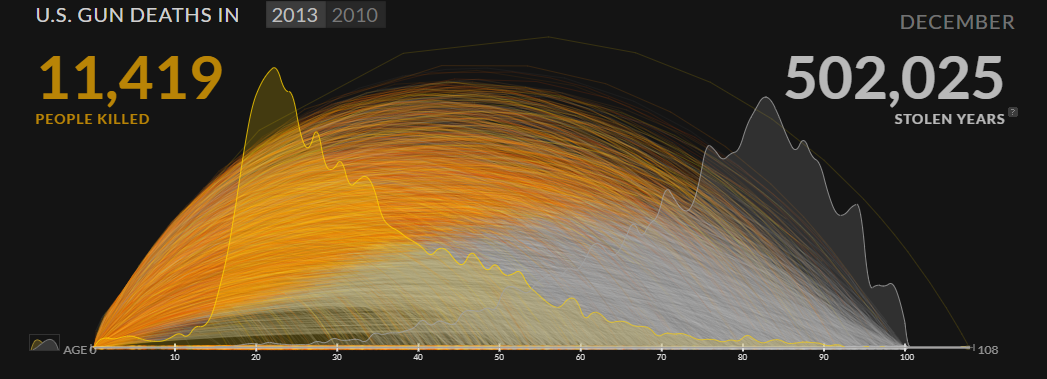 U.S. GUN DEATHS IN 2013 2010
DECEMBER
11,419
PEOPLE KILLED
502,025
STOLEN YEARS ?
AGE 0
10 20 30 40 50 60 70 80 90 100
108